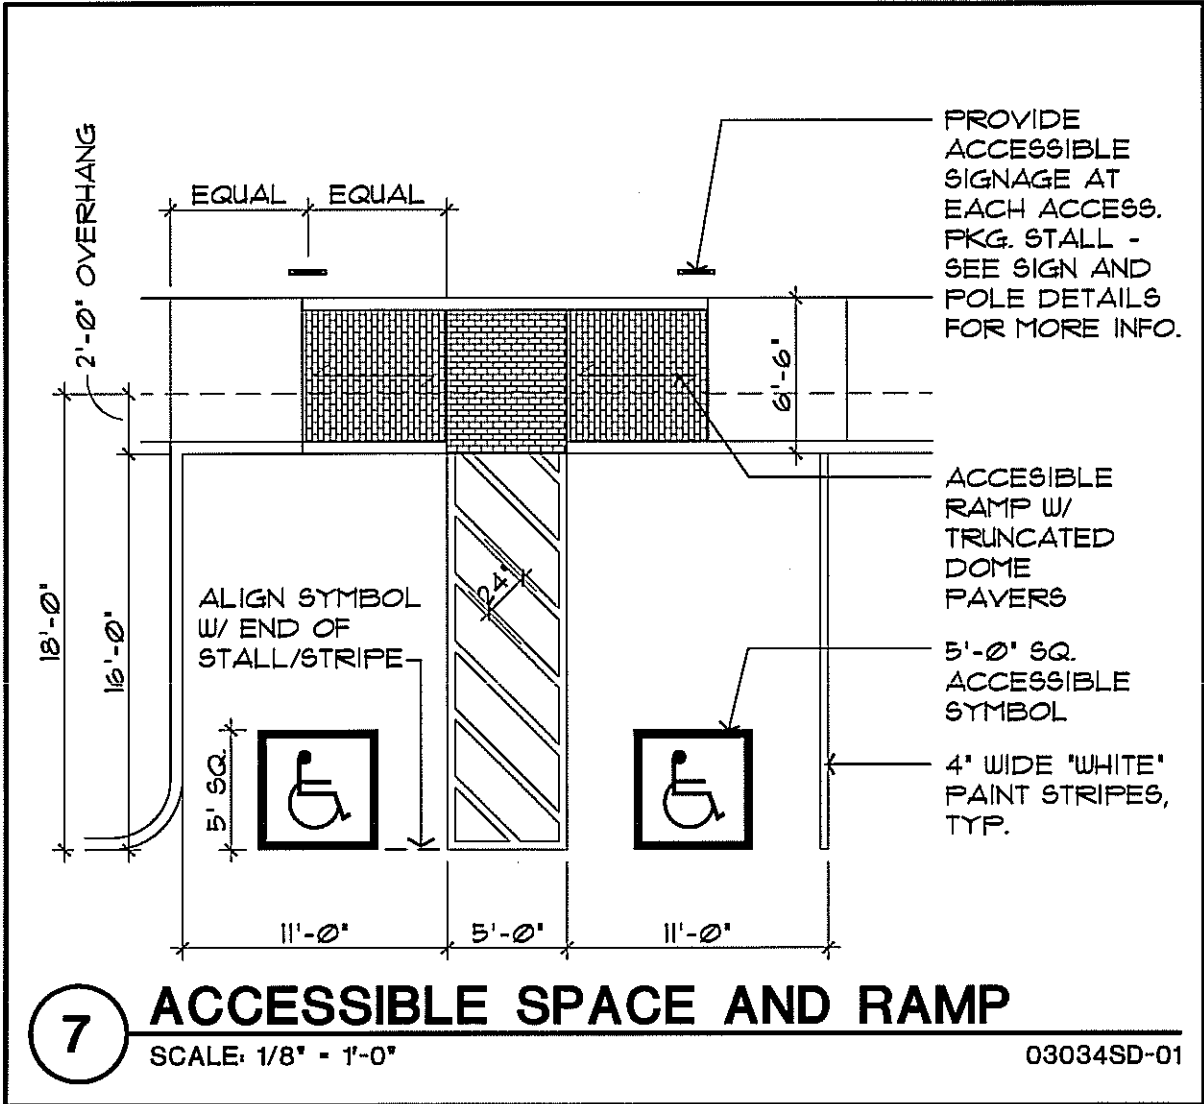 PROVIDE
ACCESSIBLE
SIGNAGE AT
EACH ACCESS.
PKG. STALL -
SEE SIGN AND
POLE DETAILS
FOR MORE INFO.
2'-0" OVERHANG
EQUAL
EQUAL
6'-6"
ACCESIBLE
RAMP W/
TRUNCATED
DOME
PAVERS
24"
ALIGN SYMBOL
W/ END OF
STALL/STRIPE
18'-0"
16'-0"
5'-0" SQ.
ACCESSIBLE
SYMBOL
5' SQ.
4" WIDE "WHITE"
PAINT STRIPES,
TYP.
11'-0"
5'-0"
11'-0"
7
ACCESSIBLE SPACE AND RAMP
SCALE: 1/8" = 1'-0"
03034SD-01